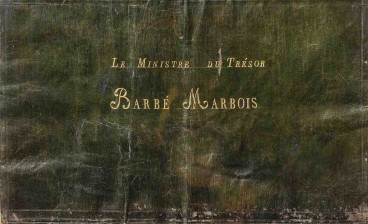 Le Ministre du Trésor
Barbé Marbois